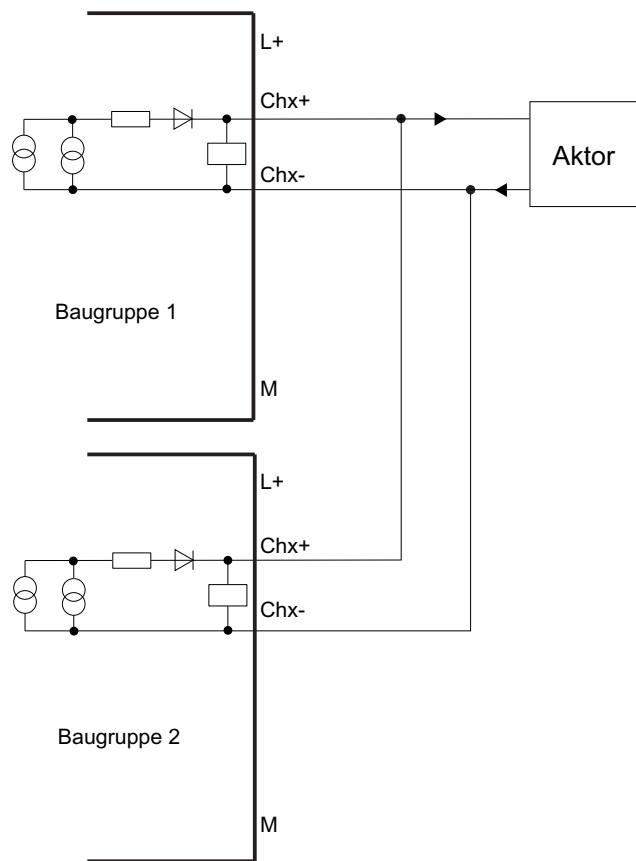 L+
Chx+
Aktor
Chx-
Baugruppe 1
M
L+
Chx+
Chx-
Baugruppe 2
M